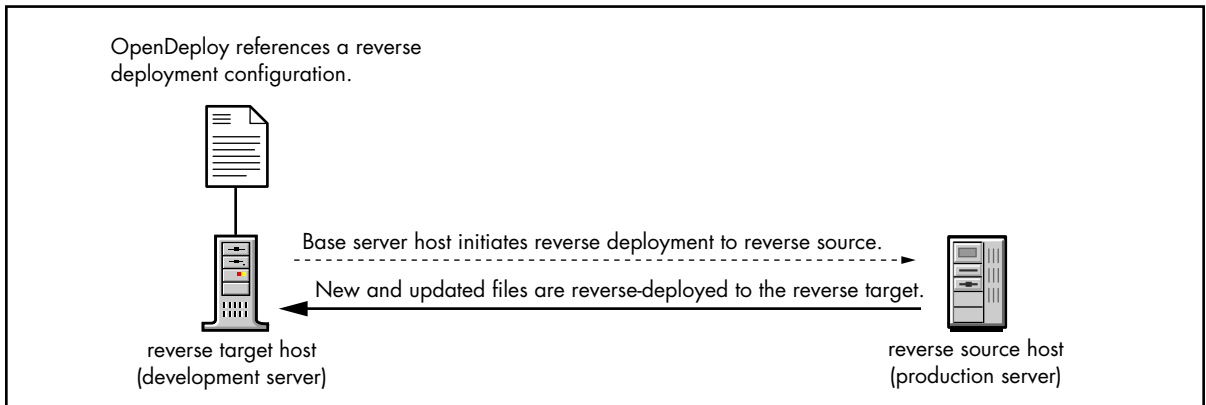 OpenDeploy references a reverse
deployment configuration.
Base server host initiates reverse deployment to reverse source.
New and updated files are reverse-deployed to the reverse target.
reverse target host
(development server)
reverse source host
(production server)